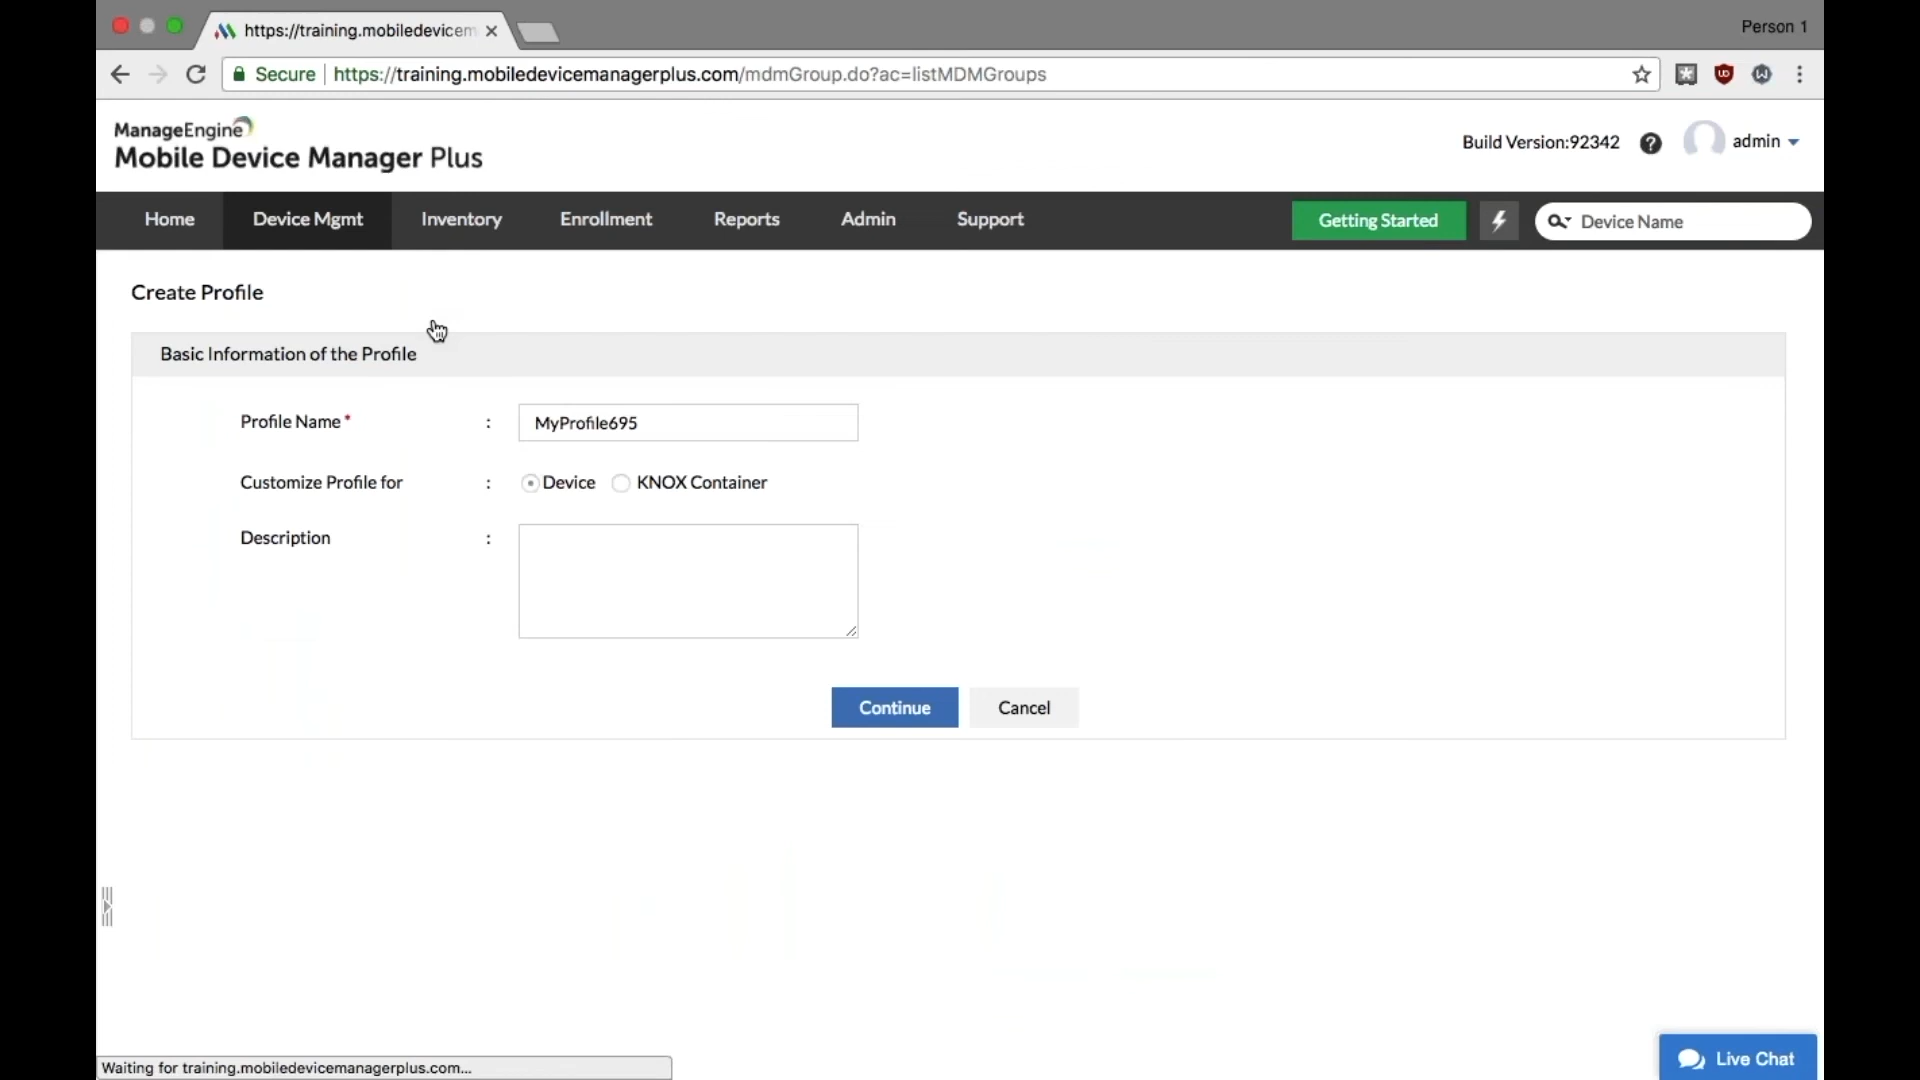 https://training.mobiledevicem
Person 1
Secure https://training.mobiledevicemanagerplus.com/mdmGroup.do?ac=listMDMGroups
ManageEngine
Mobile Device Manager Plus
Build Version:92342 ? admin
Home Device Mgmt Inventory Enrollment Reports Admin Support Getting Started Device Name
Create Profile
Basic Information of the Profile
Profile Name * : MyProfile695
Customize Profile for : Device KNOX Container
Description :
Continue Cancel
Waiting for training.mobiledevicemanagerplus.com...
Live Chat